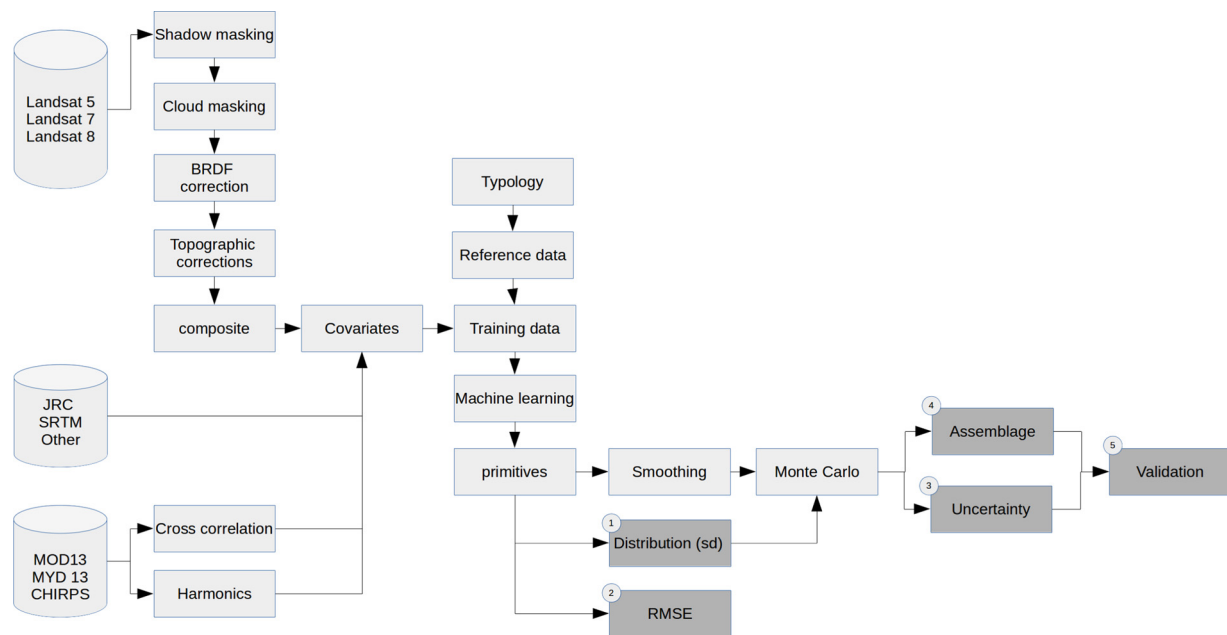 Landsat 5
Landsat 7
Landsat 8
Shadow masking
Cloud masking
BRDF
correction
Topographic
corrections
composite
Covariates
JRC
SRTM
Other
MOD13
MYD 13
CHIRPS
Cross correlation
Harmonics
Typology
Reference data
Training data
Machine learning
primitives
Smoothing
Monte Carlo
1
Distribution (sd)
2
RMSE
4
Assemblage
3
Uncertainty
5
Validation